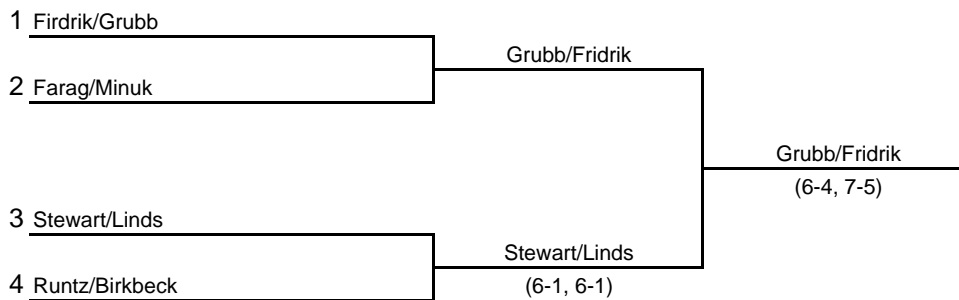 1 Firdrik/Grubb
Grubb/Fridrik
2 Farag/Minuk
Grubb/Fridrik
(6-4, 7-5)
3 Stewart/Linds
Stewart/Linds
(6-1, 6-1)
4 Runtz/Birkbeck